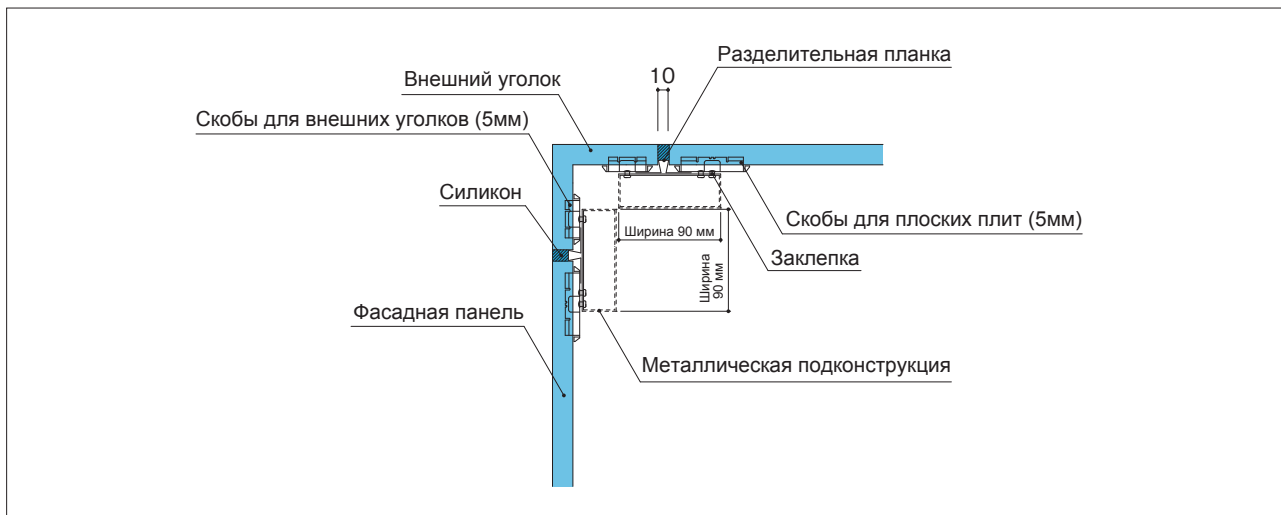 Разделительная планка
10
Внешний уголок
Скобы для внешних уголков (5мм)
Силикон
Скобы для плоских плит (5мм)
Ширина 90 мм
Заклепка
Ширина
90 мм
Фасадная панель
Металлическая подконструкция